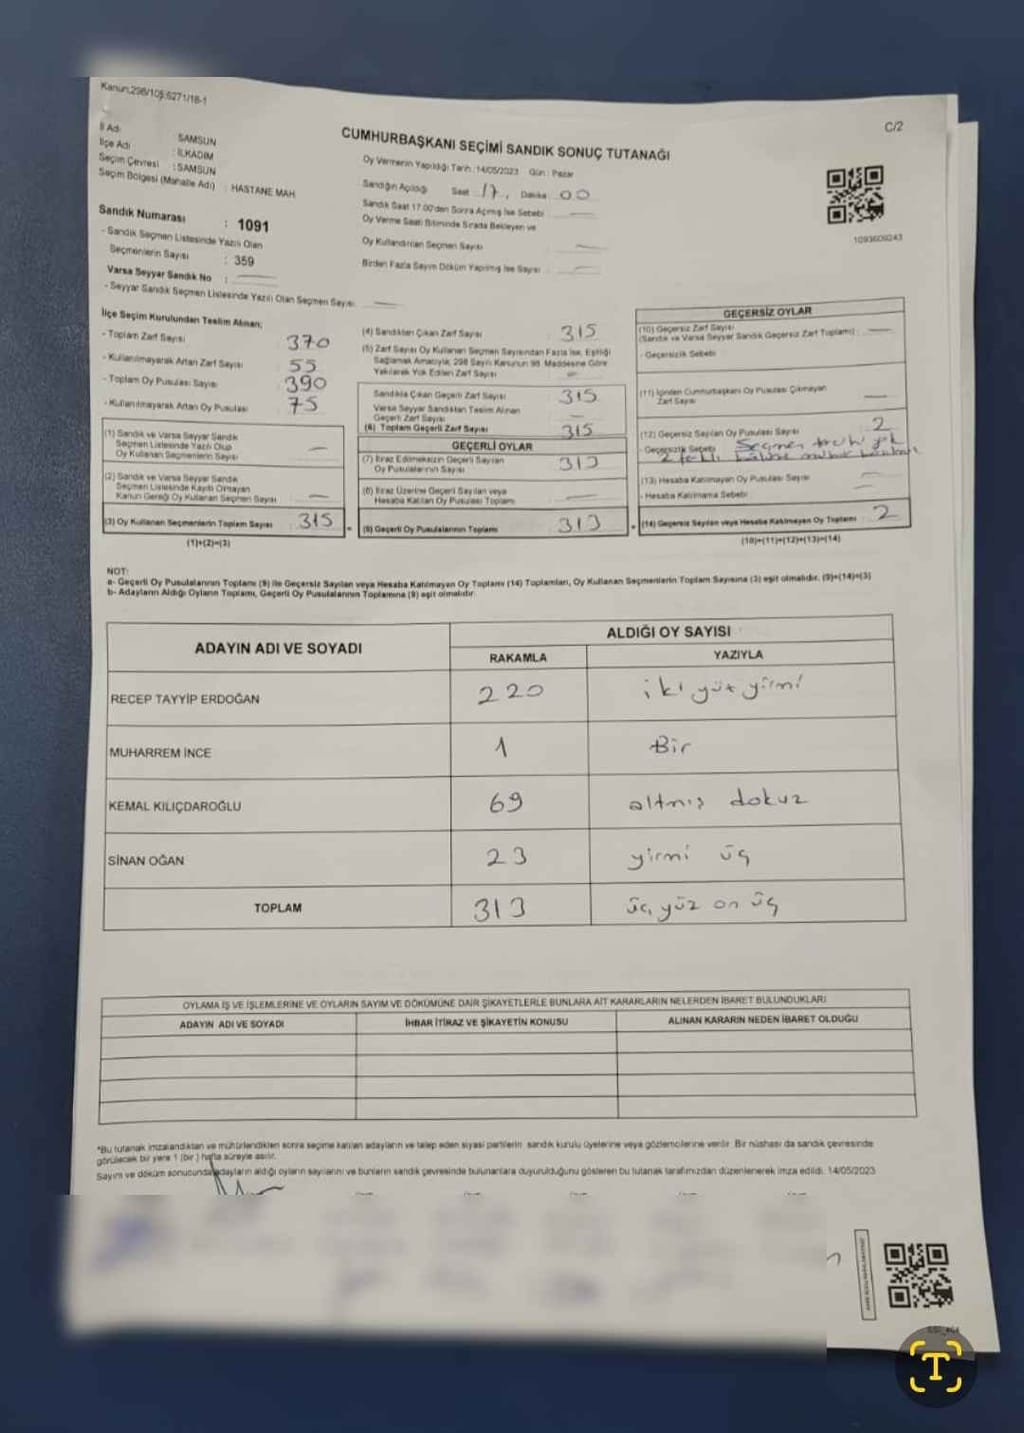 Kanun:298/105;6271/18-1
C/2
CUMHURBAŞKANI SEÇİMİ SANDIK SONUÇ TUTANAĞI
İl Adı : SAMSUN
İlçe Adı : İLKADIM
Seçim Çevresi : SAMSUN
Seçim Bölgesi (Mahalle Adı) : HASTANE MAH
Sandık Numarası : 1091
- Sandık Seçmen Listesinde Yazılı Olan
Seçmenlerin Sayısı : 359
Varsa Seyyar Sandık No :
- Seyyar Sandık Seçmen Listesinde Yazılı Olan Seçmen Sayısı
Oy Vermenin Yapıldığı Tarih : 14/05/2023 Gün : Pazar
Sandığın Açıldığı Saat 17, Dakika 00
Sandık Saat 17.00'den Sonra Açmış İse Sebebi
Oy Verme Saati Bitiminde Sırada Bekleyen ve
Oy Kullandırılan Seçmen Sayısı
Birden Fazla Sayım Döküm Yapılmış İse Sayısı
1093609243
İlçe Seçim Kurulundan Teslim Alınan;
- Toplam Zarf Sayısı 370
- Kullanılmayarak Artan Zarf Sayısı 55
- Toplam Oy Pusulası Sayısı 390
- Kullanılmayarak Artan Oy Pusulası 75
(1) Sandık ve Varsa Seyyar Sandık
Seçmen Listesinde Yazılı Olup
Oy Kullanan Seçmenlerin Sayısı
(2) Sandık ve Varsa Seyyar Sandık
Seçmen Listesinde Kaydı Olmayan
Kanun Gereği Oy Kullanan Seçmen Sayısı
(3) Oy Kullanan Seçmenlerin Toplam Sayısı 315
(1)+(2)=(3)
(4) Sandıktan Çıkan Zarf Sayısı 315
(5) Zarf Sayısı Oy Kullanan Seçmen Sayısından Fazla İse, Eşitliği
Sağlamak Amacıyla, 298 Sayılı Kanunun 98. Maddesine Göre
Yakılarak Yok Edilen Zarf Sayısı
Sandıkta Çıkan Geçerli Zarf Sayısı 315
Varsa Seyyar Sandıktan Teslim Alınan
Geçerli Zarf Sayısı
(6) Toplam Geçerli Zarf Sayısı 315
GEÇERLİ OYLAR
(7) İtiraz Edilmeksizin Geçerli Sayılan
Oy Pusulalarının Sayısı 313
(8) İtiraz Üzerine Geçerli Sayılan veya
Hesaba Katılan Oy Pusulası Toplamı
(9) Geçerli Oy Pusulalarının Toplamı 313
GEÇERSİZ OYLAR
(10) Geçersiz Zarf Sayısı
(Sandık ve Varsa Seyyar Sandık Geçersiz Zarf Toplamı)
- Geçersizlik Sebebi
(11) İçinden Cumhurbaşkanı Oy Pusulası Çıkmayan
Zarf Sayısı
(12) Geçersiz Sayılan Oy Pusulası Sayısı 2
- Geçersizlik Sebebi Seçmen
(13) Hesaba Katılmayan Oy Pusulası Sayısı
- Hesaba Katılmama Sebebi
(14) Geçersiz Sayılan veya Hesaba Katılmayan Oy Toplamı 2
(10)+(11)+(12)+(13)=(14)
NOT:
a- Geçerli Oy Pusulalarının Toplamı (9) ile Geçersiz Sayılan veya Hesaba Katılmayan Oy Toplamı (14) Toplamları, Oy Kullanan Seçmenlerin Toplam Sayısına (3) eşit olmalıdır. (9)+(14)=(3)
b- Adayların Aldığı Oyların Toplamı, Geçerli Oy Pusulalarının Toplamına (9) eşit olmalıdır.
ADAYIN ADI VE SOYADI
ALDIĞI OY SAYISI
RAKAMLA YAZIYLA
RECEP TAYYİP ERDOĞAN 220 iki yüz yirmi
MUHARREM İNCE 1 Bir
KEMAL KILIÇDAROĞLU 69 altmış dokuz
SİNAN OĞAN 23 yirmi üç
TOPLAM 313 üç yüz on üç
OYLAMA İŞ VE İŞLEMLERİNE VE OYLARIN SAYIM VE DÖKÜMÜNE DAİR ŞİKAYETLERLE BUNLARA AİT KARARLARIN NELERDEN İBARET BULUNDUKLARI
ADAYIN ADI VE SOYADI İHBAR İTİRAZ VE ŞİKAYETİN KONUSU ALINAN KARARIN NEDEN İBARET OLDUĞU
*Bu tutanak imzalandıktan ve mühürlendikten sonra seçime katılan adayların ve talep eden siyasi partilerin sandık kurulu üyelerine veya gözlemcilerine verilir. Bir nüshası da sandık çevresinde
görülecek bir yere 1 (bir) hafta süreyle asılır.
Sayım ve döküm sonucunda adayların aldığı oyların sayılarını ve bunların sandık çevresinde bulunanlara duyurulduğunu gösteren bu tutanak tarafımızdan düzenlenerek imza edildi. 14/05/2023